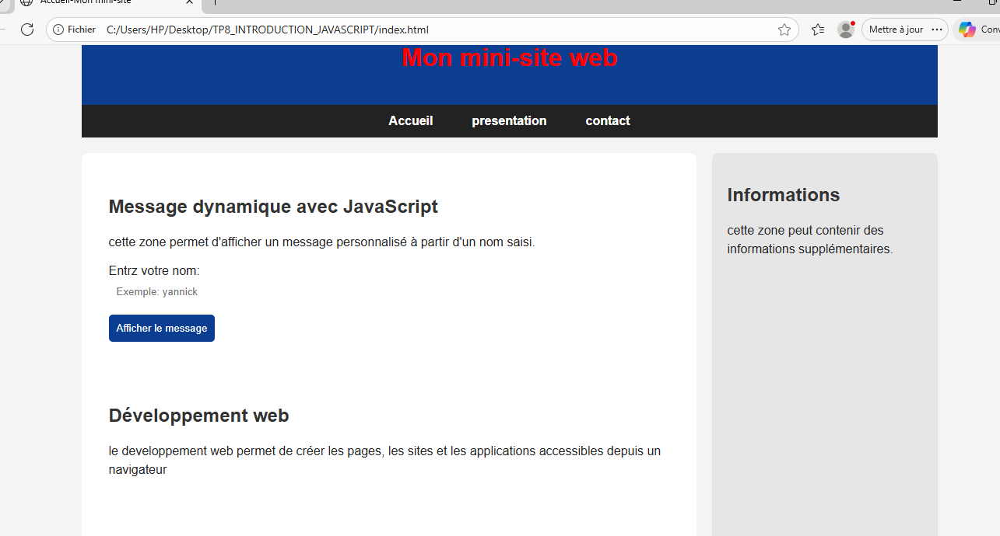 Accueil-Mon mini-site
Fichier C:/Users/HP/Desktop/TP8_INTRODUCTION_JAVASCRIPT/index.html Mettre à jour
Mon mini-site web
Accueil presentation contact
Message dynamique avec JavaScript
cette zone permet d'afficher un message personnalisé à partir d'un nom saisi.
Entrz votre nom:
Exemple: yannick
Afficher le message
Développement web
le developpement web permet de créer les pages, les sites et les applications accessibles depuis un
navigateur
Informations
cette zone peut contenir des
informations supplémentaires.